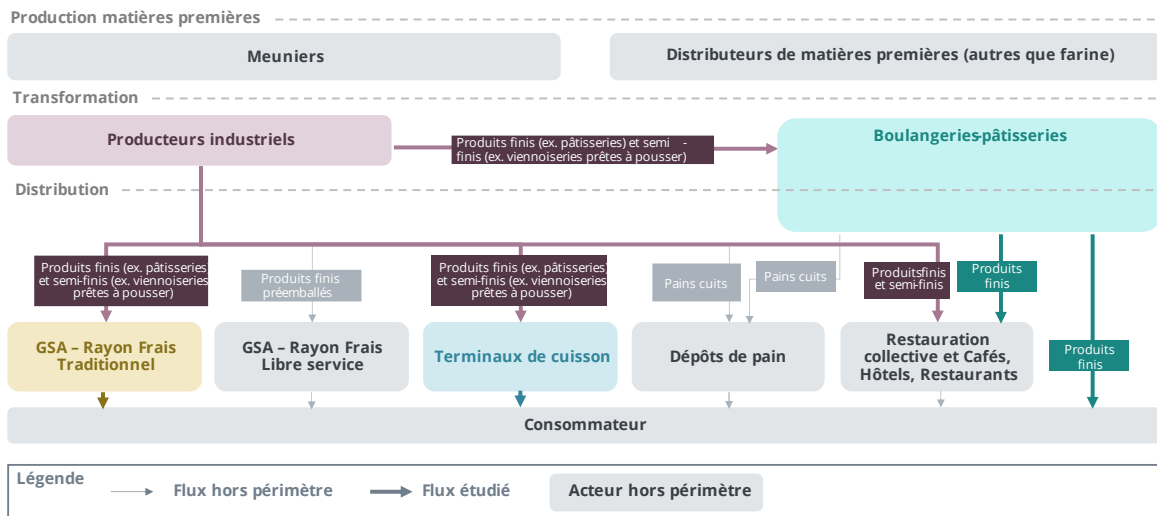 Production matières premières
Meuniers
Distributeurs de matières premières (autres que farine)
Transformation
Producteurs industriels
Produits finis (ex. pâtisseries) et semi -
finis (ex. viennoiseries prêtes à pousser)
Boulangeries-pâtisseries
Distribution
Produits finis (ex. pâtisseries
et semi-finis (ex. viennoiseries
prêtes à pousser)
Produits finis
préemballés
Produits finis (ex. pâtisseries)
et semi-finis (ex. viennoiseries
prêtes à pousser)
Pains cuits
Pains cuits
Produitsfinis
et semi-finis
Produits
finis
GSA – Rayon Frais
Traditionnel
GSA – Rayon Frais
Libre service
Terminaux de cuisson
Dépôts de pain
Restauration
collective et Cafés,
Hôtels, Restaurants
Produits
finis
Consommateur
Légende
Flux hors périmètre
Flux étudié
Acteur hors périmètre